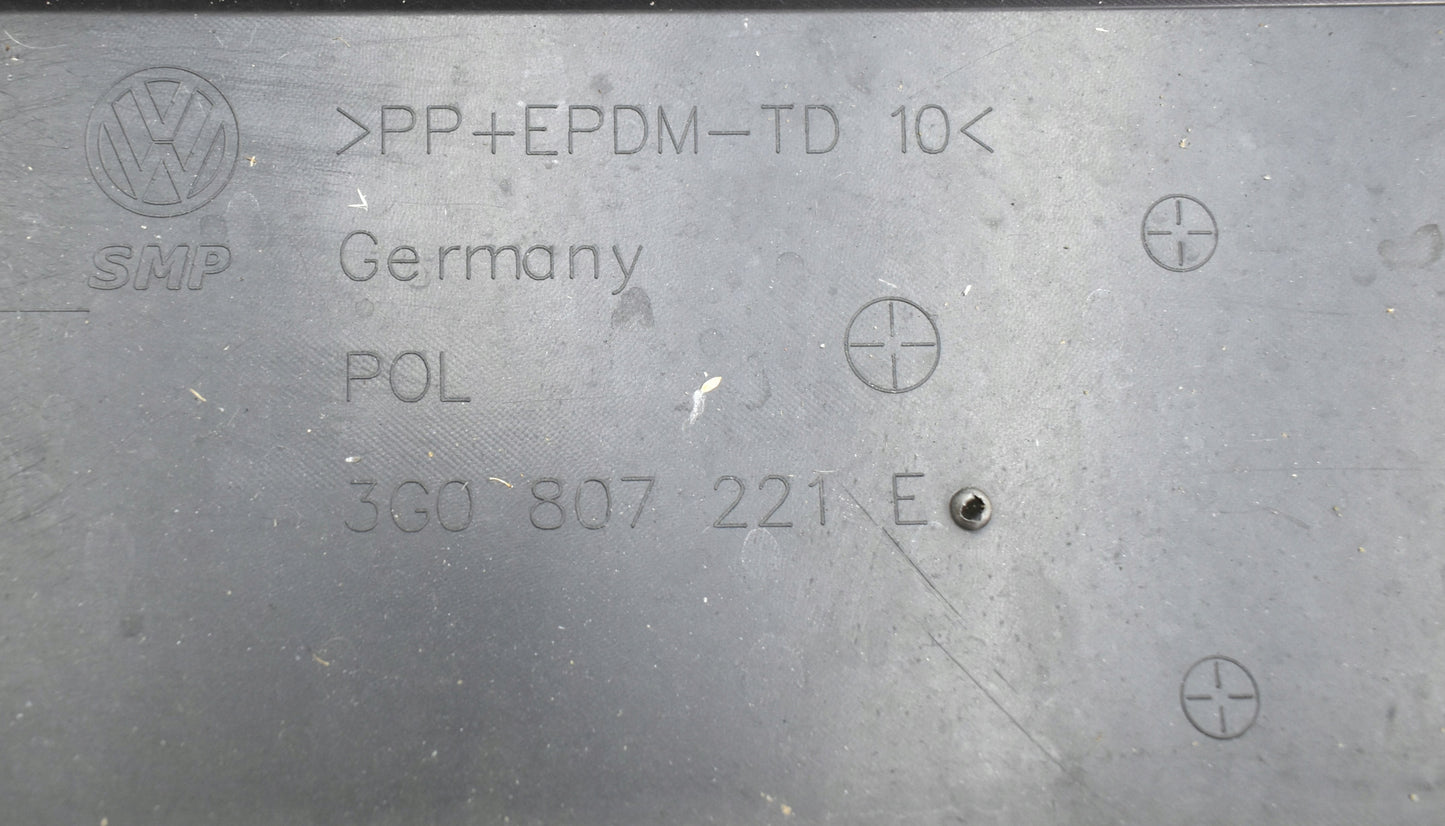 >PP+EPDM-TD 10<
SMP
Germany
POL
3G0 807 221 E